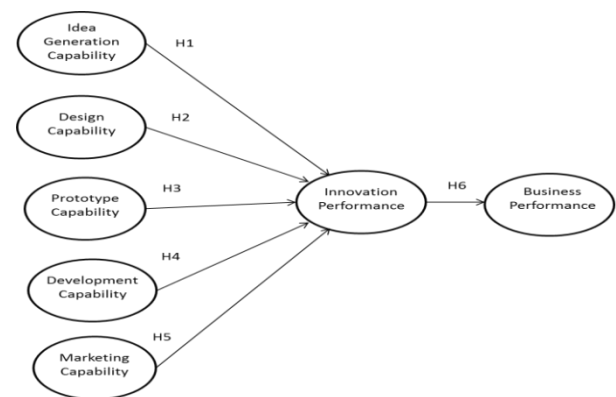 Idea
Generation
Capability
H1
Design
Capability
H2
Prototype
Capability
H3
Development
Capability
H4
Marketing
Capability
H5
Innovation
Performance
H6
Business
Performance